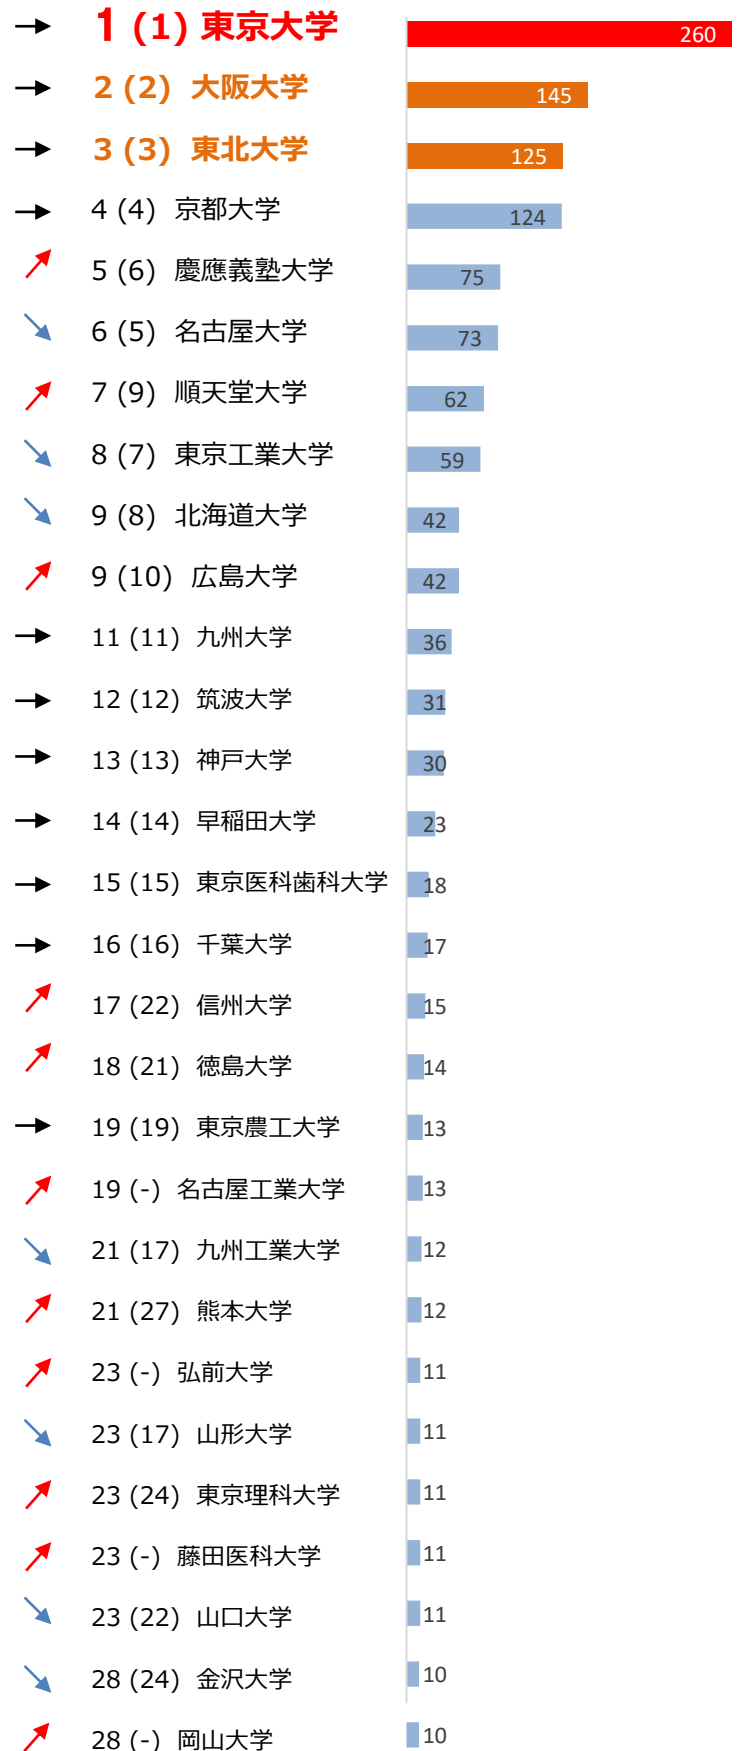 → 1 (1) 東京大学 260
→ 2 (2) 大阪大学 145
→ 3 (3) 東北大学 125
→ 4 (4) 京都大学 124
↗ 5 (6) 慶應義塾大学 75
↘ 6 (5) 名古屋大学 73
↗ 7 (9) 順天堂大学 62
↘ 8 (7) 東京工業大学 59
↘ 9 (8) 北海道大学 42
↗ 9 (10) 広島大学 42
→ 11 (11) 九州大学 36
→ 12 (12) 筑波大学 31
→ 13 (13) 神戸大学 30
→ 14 (14) 早稲田大学 23
→ 15 (15) 東京医科歯科大学 18
→ 16 (16) 千葉大学 17
↗ 17 (22) 信州大学 15
↗ 18 (21) 徳島大学 14
→ 19 (19) 東京農工大学 13
↗ 19 (-) 名古屋工業大学 13
↘ 21 (17) 九州工業大学 12
↗ 21 (27) 熊本大学 12
↗ 23 (-) 弘前大学 11
↘ 23 (17) 山形大学 11
↗ 23 (24) 東京理科大学 11
↗ 23 (-) 藤田医科大学 11
↘ 23 (22) 山口大学 11
↘ 28 (24) 金沢大学 10
↗ 28 (-) 岡山大学 10